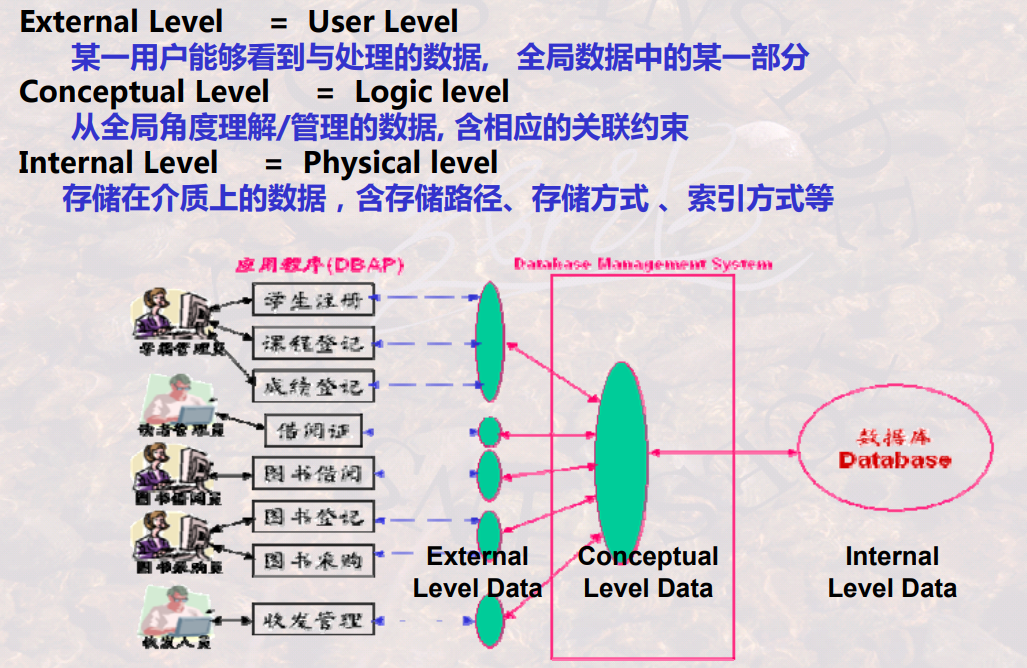 External Level = User Level
某一用户能够看到与处理的数据, 全局数据中的某一部分
Conceptual Level = Logic level
从全局角度理解/管理的数据, 含相应的关联约束
Internal Level = Physical level
存储在介质上的数据，含存储路径、存储方式 、索引方式等
应用程序(DBAP)
Database Management System
学生注册
学籍管理员
课程登记
成绩登记
读者管理员
借阅证
图书借阅员
图书借阅
图书登记
图书采购员
图书采购
收发人员
收发管理
数据库
Database
External
Level Data
Conceptual
Level Data
Internal
Level Data